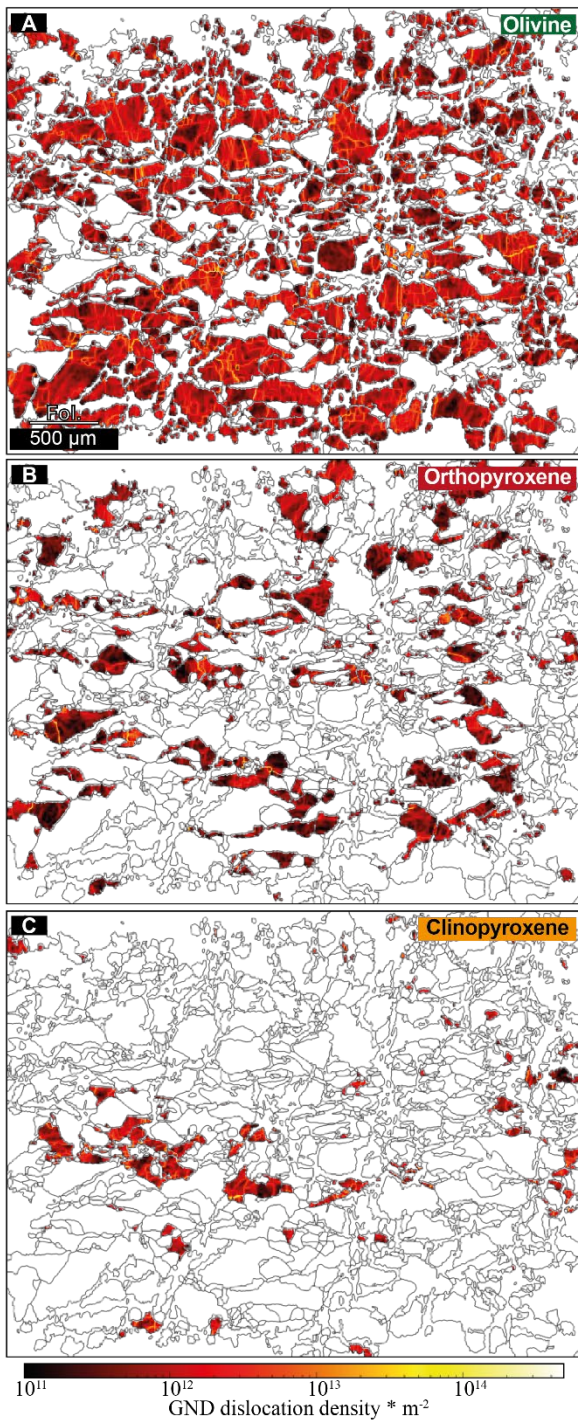 A
Olivine
Fol.
500 µm
B
Orthopyroxene
C
Clinopyroxene
10¹¹ 10¹² 10¹³ 10¹⁴
GND dislocation density * m⁻²